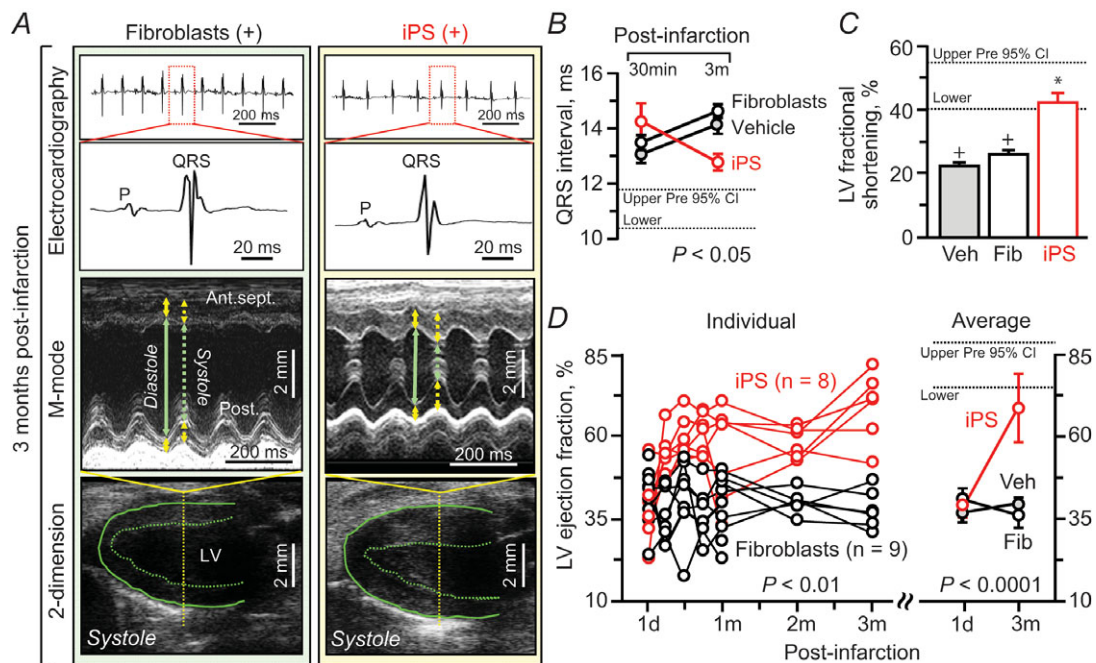 A
Fibroblasts (+)
iPS (+)
3 months post-infarction
Electrocardiography
200 ms
200 ms
QRS
P
20 ms
QRS
P
20 ms
M-mode
Ant.sept.
Diastole
Systole
Post.
2 mm
200 ms
2 mm
200 ms
2-dimension
LV
2 mm
Systole
2 mm
Systole
B
Post-infarction
30min
3m
QRS interval, ms
16
14
12
10
Fibroblasts
Vehicle
iPS
Upper Pre 95% CI
Lower
P < 0.05
C
LV fractional
shortening, %
60
40
20
0
Upper Pre 95% CI
Lower
+
+
*
Veh
Fib
iPS
D
Individual
Average
LV ejection fraction, %
85
60
35
10
iPS (n = 8)
Fibroblasts (n = 9)
P < 0.01
1d
1m
2m
3m
Upper Pre 95% CI
Lower
iPS
Veh
Fib
P < 0.0001
85
60
35
10
1d
3m
Post-infarction